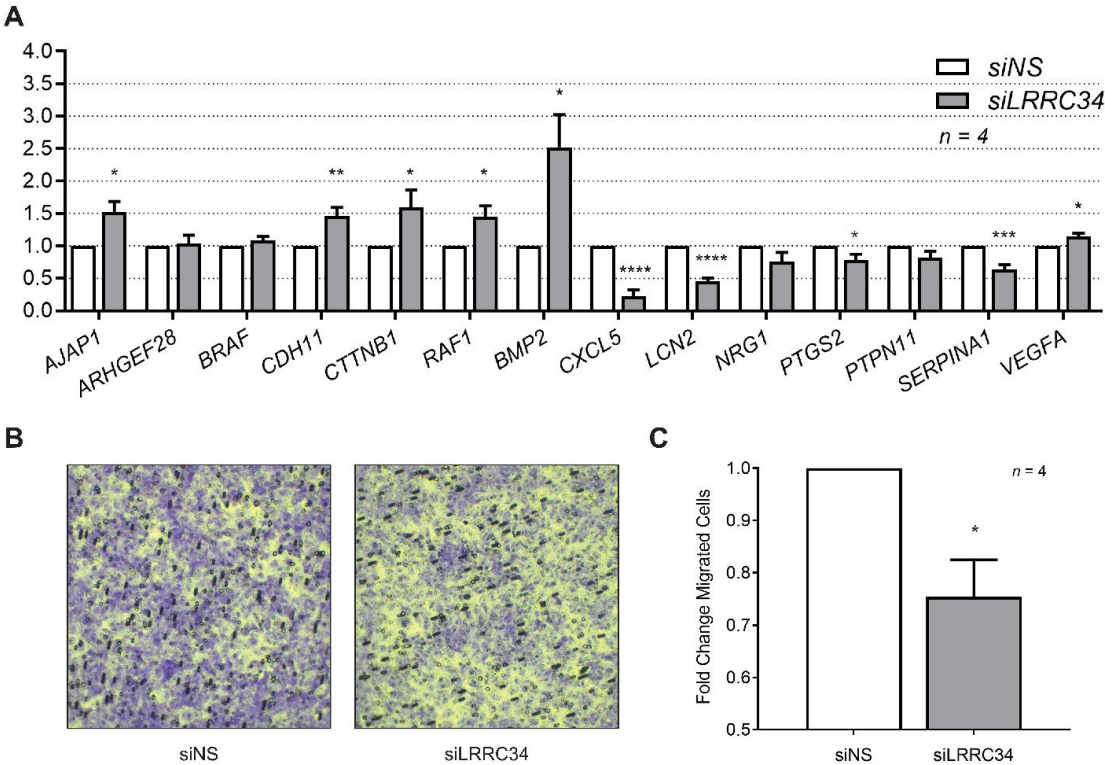 A
4.0
3.5
3.0
2.5
2.0
1.5
1.0
0.5
0.0
siNS
siLRRC34
n = 4
* ** * * * **** **** * *** *
AJAP1 ARHGEF28 BRAF CDH11 CTTNB1 RAF1 BMP2 CXCL5 LCN2 NRG1 PTGS2 PTPN11 SERPINA1 VEGFA
B
siNS siLRRC34
C
Fold Change Migrated Cells
1.0
0.9
0.8
0.7
0.6
0.5
n = 4
*
siNS siLRRC34